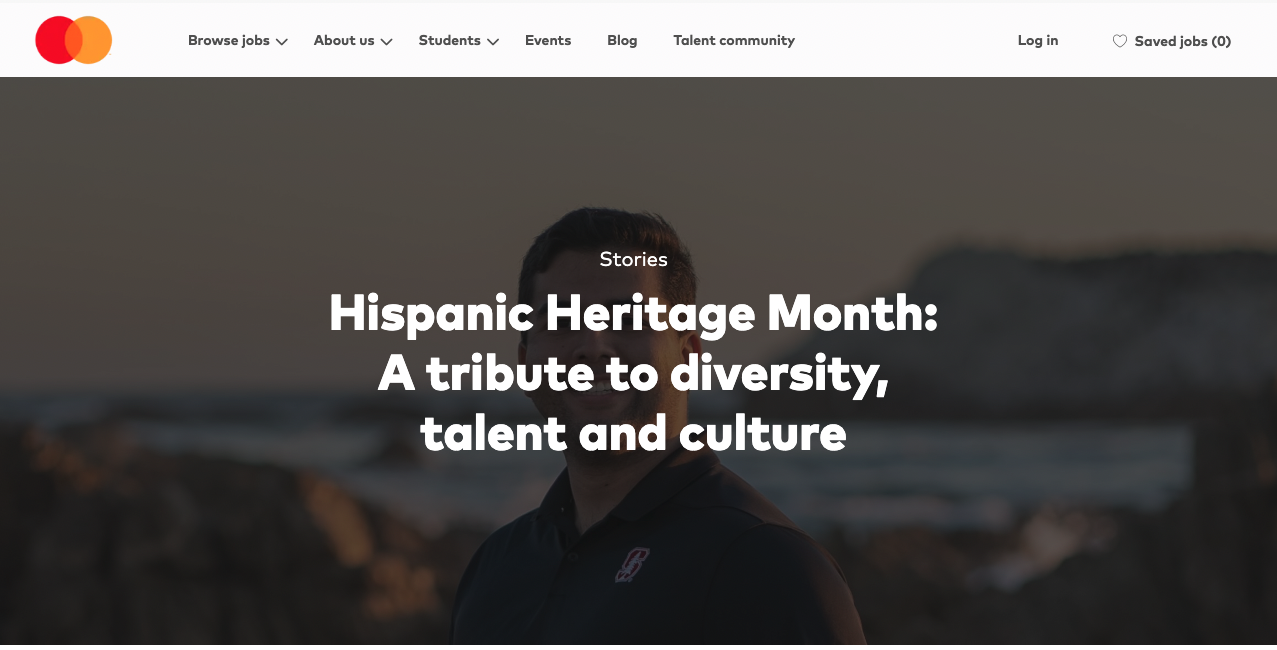 Browse jobs
About us
Students
Events
Blog
Talent community
Log in
Saved jobs (0)
Stories
Hispanic Heritage Month:
A tribute to diversity,
talent and culture
S